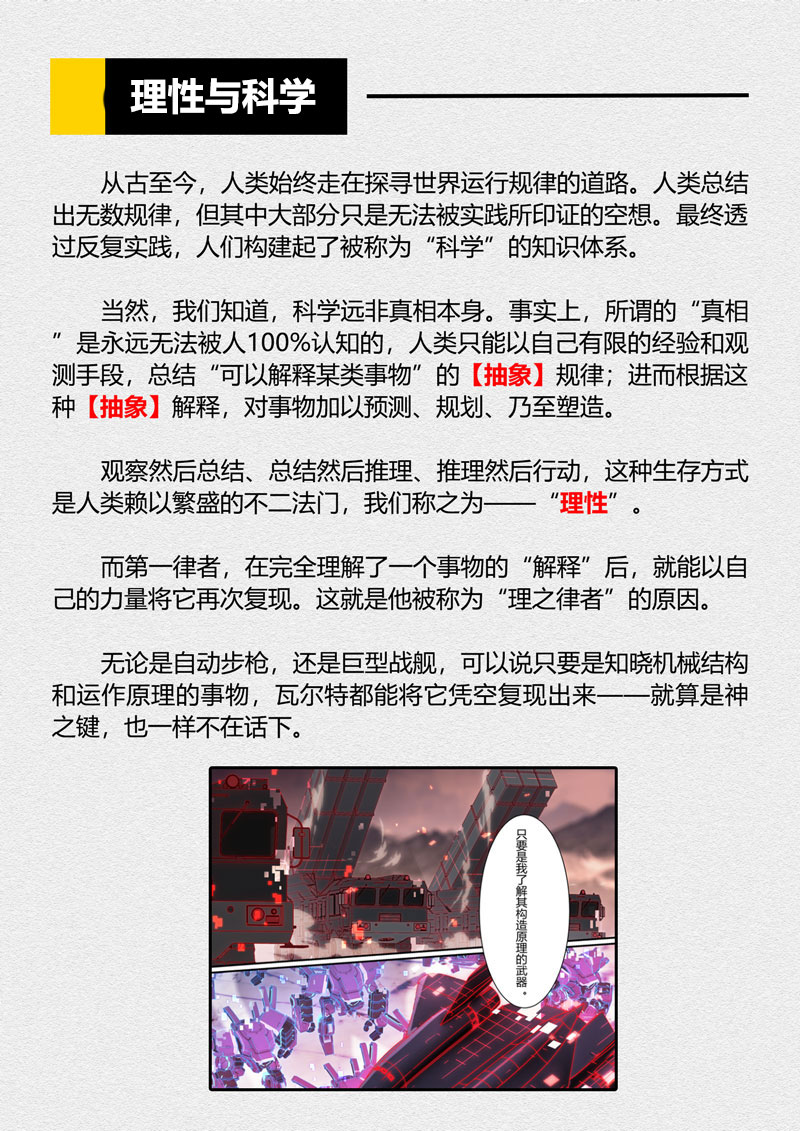 理性与科学
从古至今，人类始终走在探寻世界运行规律的道路。人类总结
出无数规律，但其中大部分只是无法被实践所印证的空想。最终透
过反复实践，人们构建起了被称为“科学”的知识体系。
当然，我们知道，科学远非真相本身。事实上，所谓的“真相
”是永远无法被人100%认知的，人类只能以自己有限的经验和观
测手段，总结“可以解释某类事物”的【抽象】规律；进而根据这
种【抽象】解释，对事物加以预测、规划、乃至塑造。
观察然后总结、总结然后推理、推理然后行动，这种生存方式
是人类赖以繁盛的不二法门，我们称之为——“理性”。
而第一律者，在完全理解了一个事物的“解释”后，就能以自
己的力量将它再次复现。这就是他被称为“理之律者”的原因。
无论是自动步枪，还是巨型战舰，可以说只要是知晓机械结构
和运作原理的事物，瓦尔特都能将它凭空复现出来——就算是神
之键，也一样不在话下。
只要是我了解其构造原理的武器。